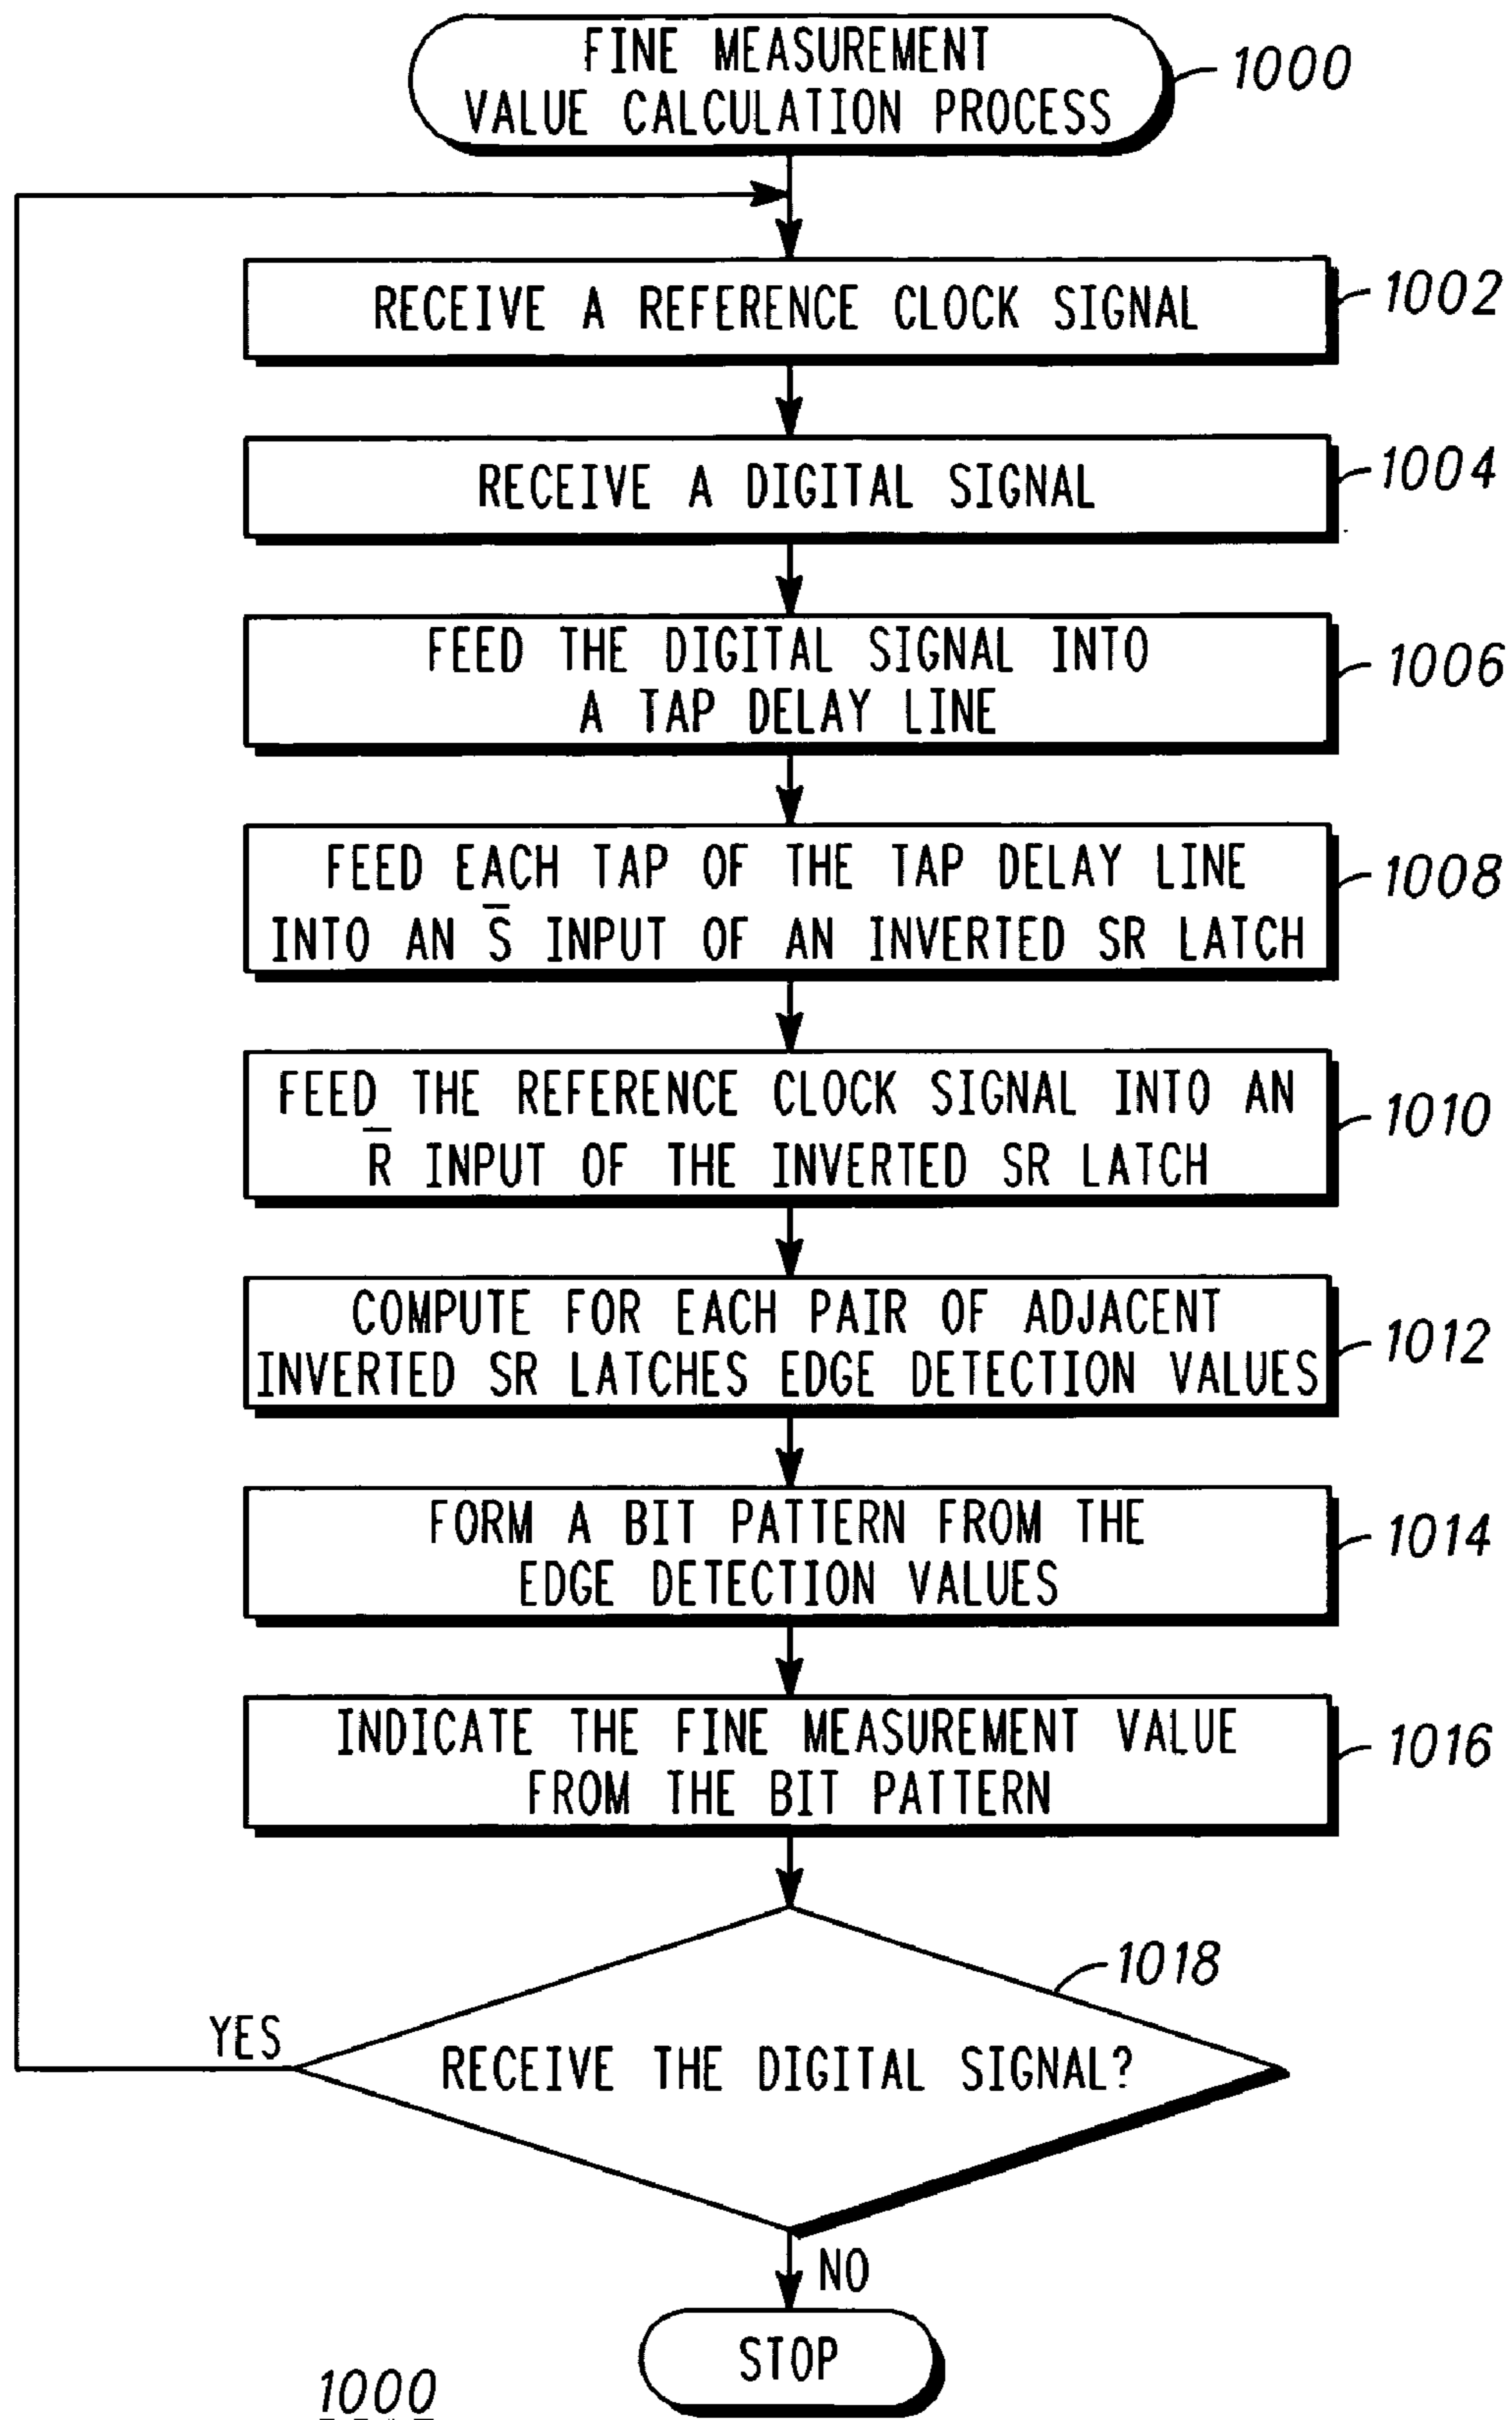 FINE MEASUREMENT
VALUE CALCULATION PROCESS
1000
RECEIVE A REFERENCE CLOCK SIGNAL
1002
RECEIVE A DIGITAL SIGNAL
1004
FEED THE DIGITAL SIGNAL INTO
A TAP DELAY LINE
1006
FEED EACH TAP OF THE TAP DELAY LINE
INTO AN S̅ INPUT OF AN INVERTED SR LATCH
1008
FEED THE REFERENCE CLOCK SIGNAL INTO AN
R̅ INPUT OF THE INVERTED SR LATCH
1010
COMPUTE FOR EACH PAIR OF ADJACENT
INVERTED SR LATCHES EDGE DETECTION VALUES
1012
FORM A BIT PATTERN FROM THE
EDGE DETECTION VALUES
1014
INDICATE THE FINE MEASUREMENT VALUE
FROM THE BIT PATTERN
1016
1018
YES
RECEIVE THE DIGITAL SIGNAL?
NO
STOP
1000